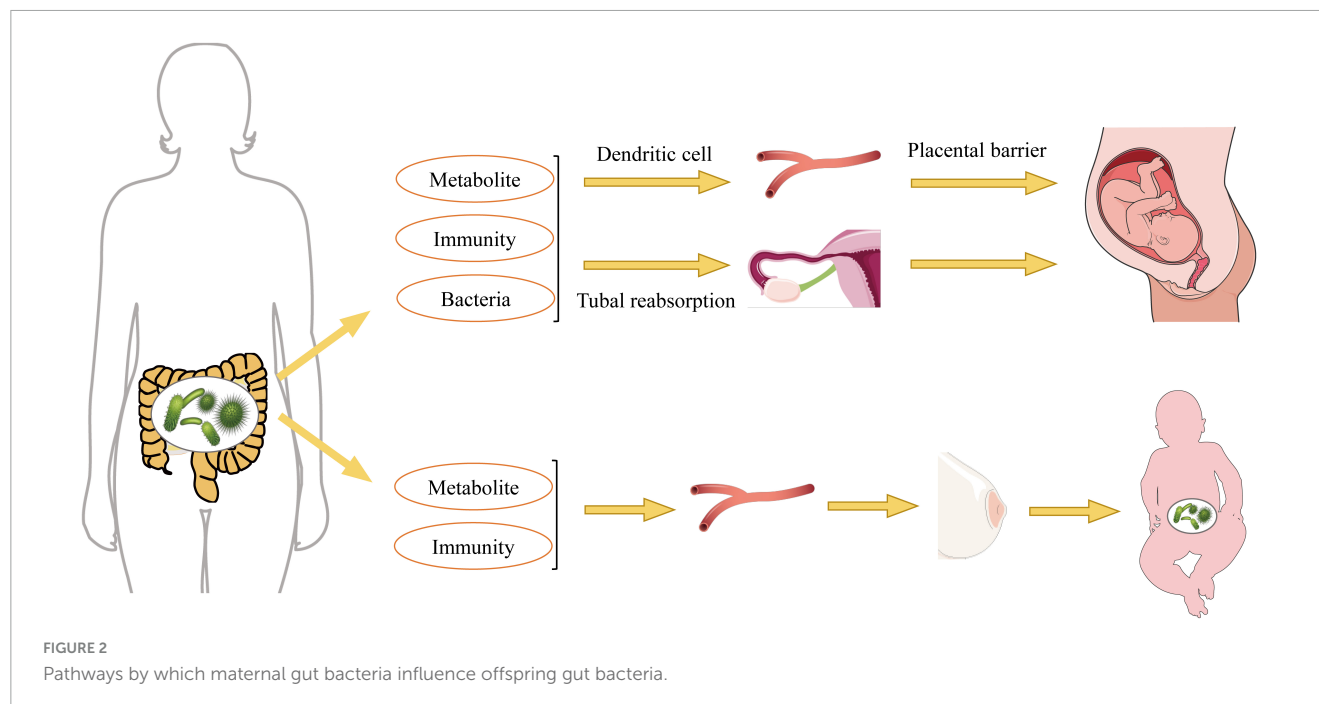 Dendritic cell
Placental barrier
Metabolite
Immunity
Bacteria
Tubal reabsorption
Metabolite
Immunity
FIGURE 2
Pathways by which maternal gut bacteria influence offspring gut bacteria.